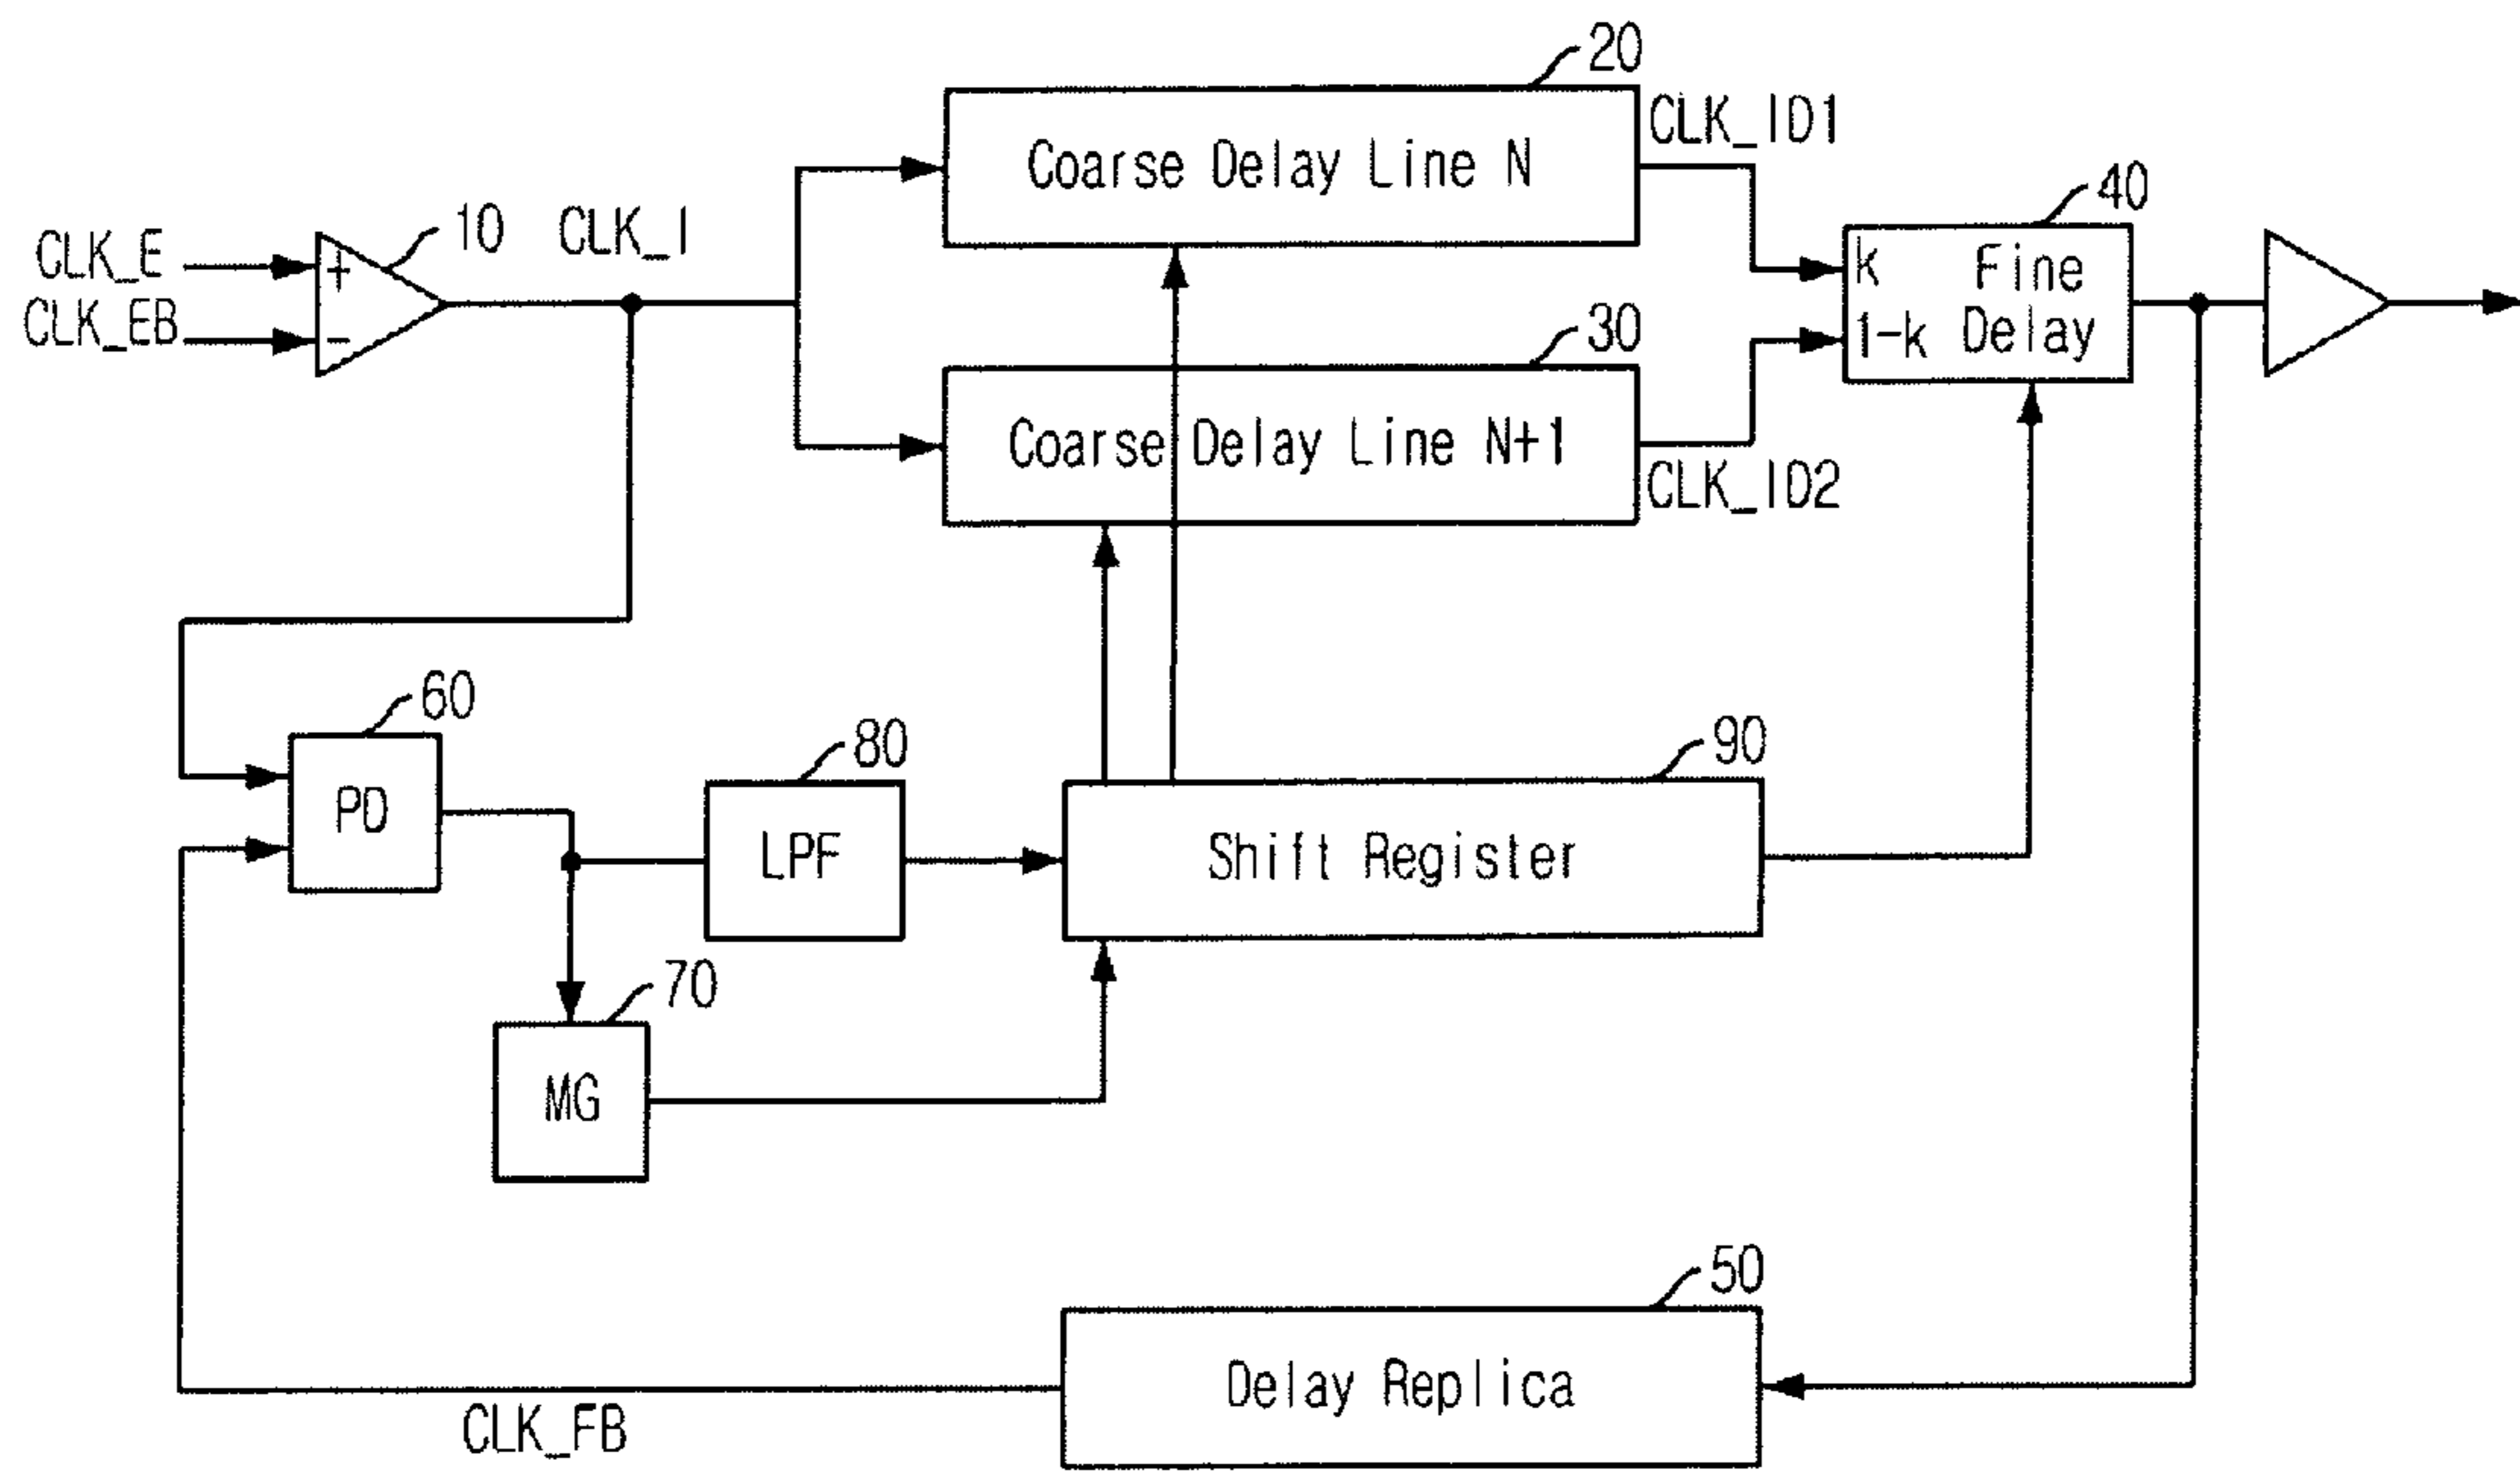 20
CLK_ID1
Coarse Delay Line N
40
10
CLK_I
CLK_E
+
k
Fine
Delay
1-k
CLK_EB
-
30
Coarse Delay Line N+1
CLK_ID2
60
80
90
PD
LPF
Shift Register
70
MG
50
Delay Replica
CLK_FB